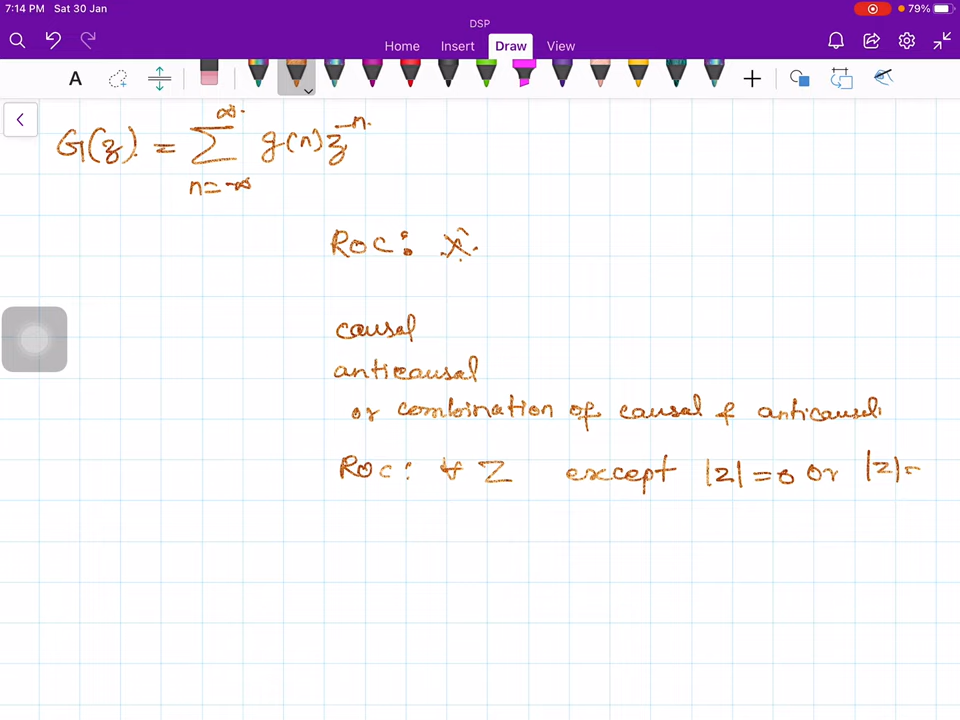 7:14 PM Sat 30 Jan
79%
DSP
Home Insert Draw View
A
∞
G(z) = Σ g(n) z^-n
n=-∞
ROC:
causal
anticausal
or combination of causal & anticausal
ROC: ∀ Z except |z|=0 or |z|=